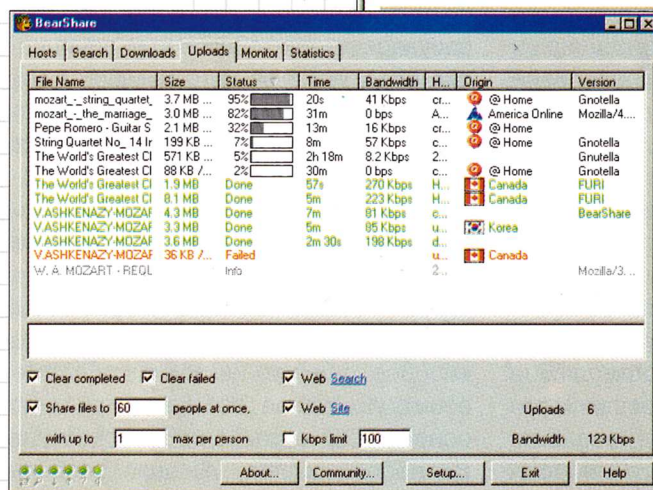 BearShare
Hosts Search Downloads Uploads Monitor Statistics
File Name Size Status Time Bandwidth H... Origin Version
mozart_-_string_quartet_ 3.7 MB ... 95% 20s 41 Kbps cr... @ Home Gnotella
mozart_-_the_marriage_ 3.0 MB ... 82% 31m 0 bps A... America Online Mozilla/4....
Pepe Romero - Guitar S 2.1 MB ... 32% 13m 16 Kbps cr... @ Home
String Quartet No_ 14 In 199 KB ... 7% 8m 57 Kbps c... @ Home Gnotella
The World's Greatest Cl 571 KB ... 5% 2h 18m 8.2 Kbps 2... Gnutella
The World's Greatest Cl 88 KB /... 2% 30m 0 bps c... @ Home Gnotella
The World's Greatest Cl 1.9 MB Done 57s 270 Kbps H... Canada FURI
The World's Greatest Cl 8.1 MB Done 5m 223 Kbps H... Canada FURI
V.ASHKENAZY-MOZAF 4.3 MB Done 7m 81 Kbps c... BearShare
V.ASHKENAZY-MOZAF 3.3 MB Done 5m 85 Kbps u... Korea
V.ASHKENAZY-MOZAF 3.6 MB Done 2m 30s 198 Kbps d...
V.ASHKENAZY-MOZAF 36 KB /... Failed u... Canada
W. A. MOZART - REQU Info 2... Mozilla/3. ...
Clear completed Clear failed Web Search
Share files to 60 people at once, Web Site Uploads 6
with up to 1 max per person Kbps limit 100 Bandwidth 123 Kbps
About... Community... Setup... Exit Help